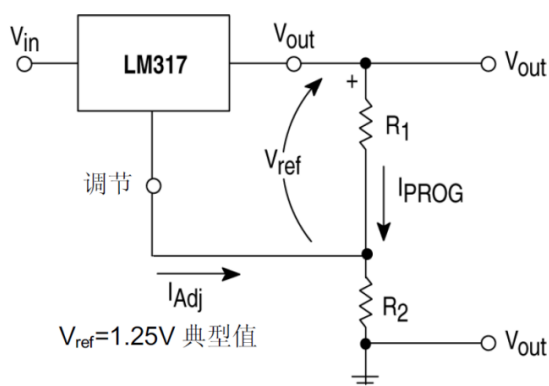 Vin
LM317
Vout
Vout
+
R1
Vref
IPROG
调节
IAdj
R2
Vref=1.25V 典型值
Vout